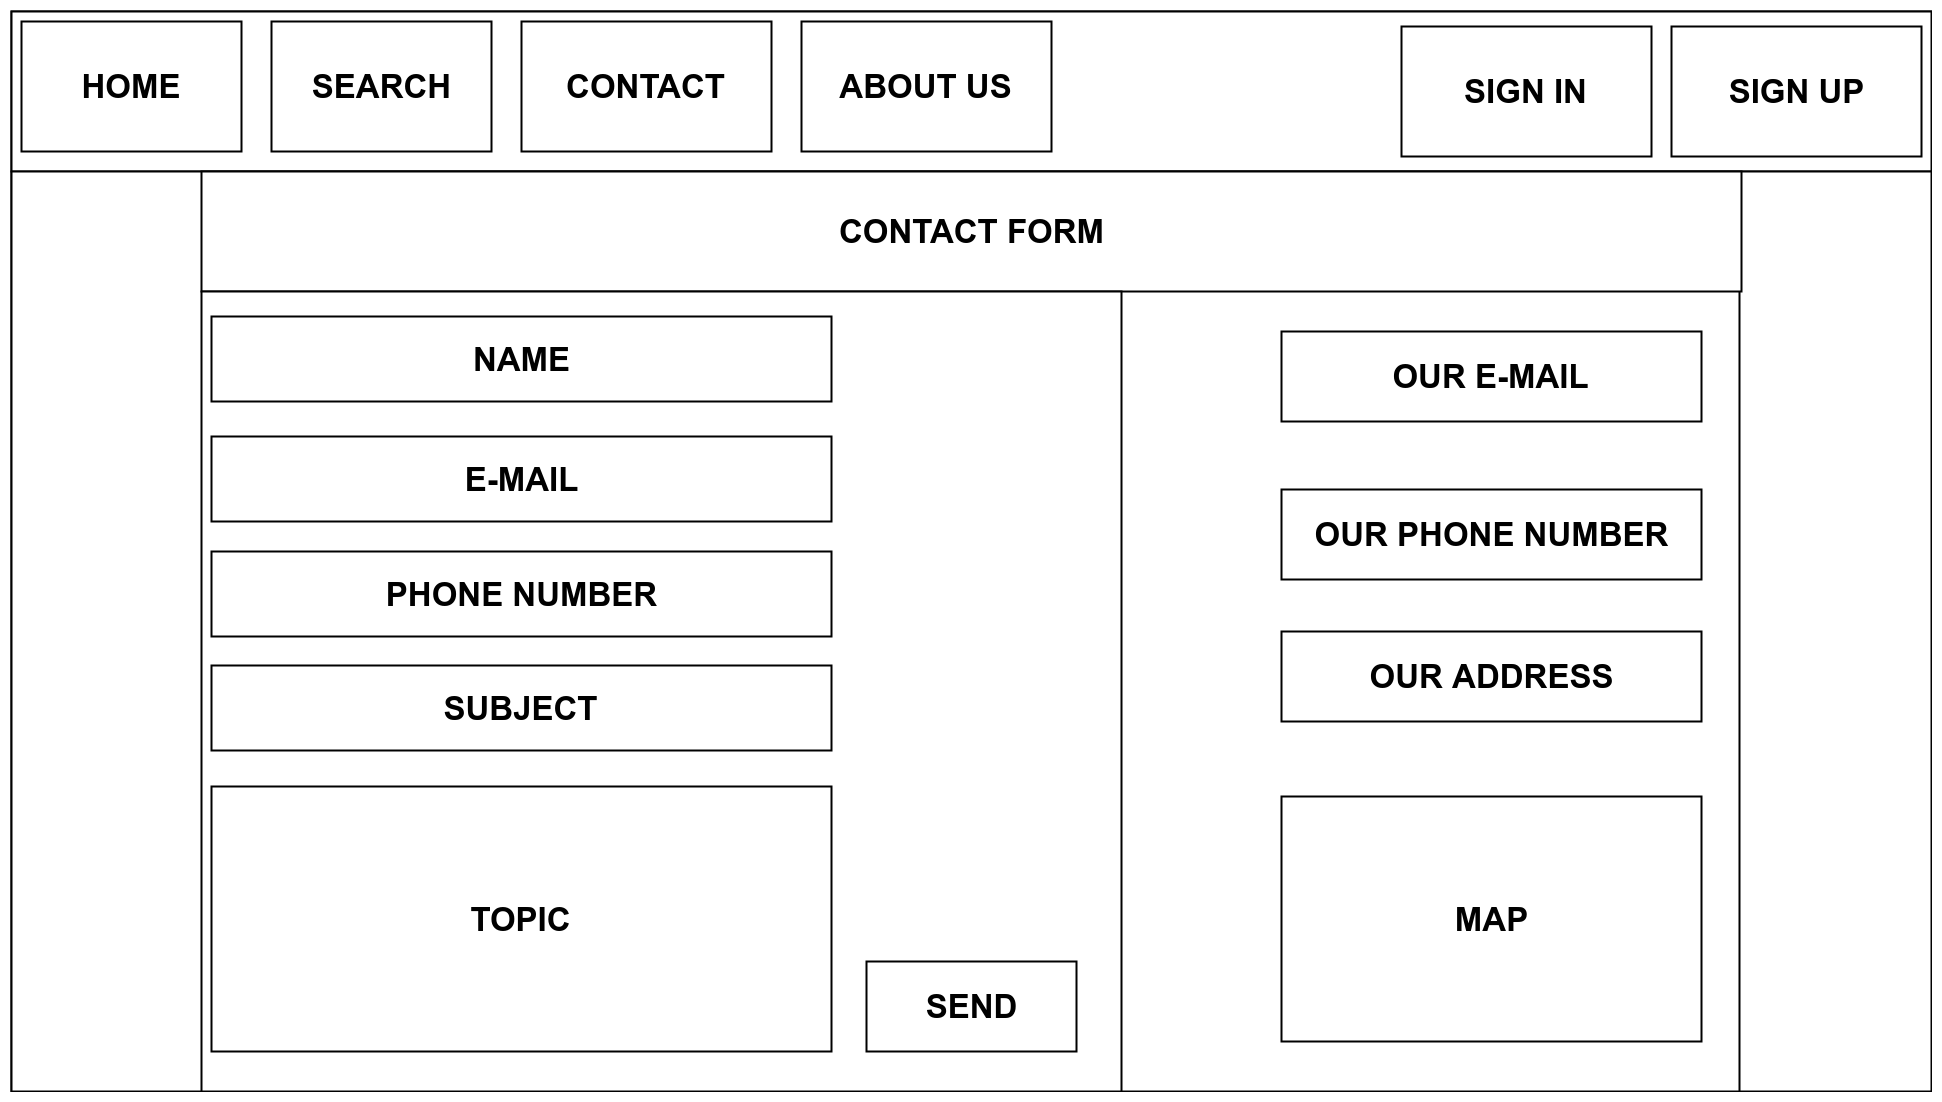 HOME
SEARCH
CONTACT
ABOUT US
SIGN IN
SIGN UP
CONTACT FORM
NAME
E-MAIL
PHONE NUMBER
SUBJECT
TOPIC
SEND
OUR E-MAIL
OUR PHONE NUMBER
OUR ADDRESS
MAP